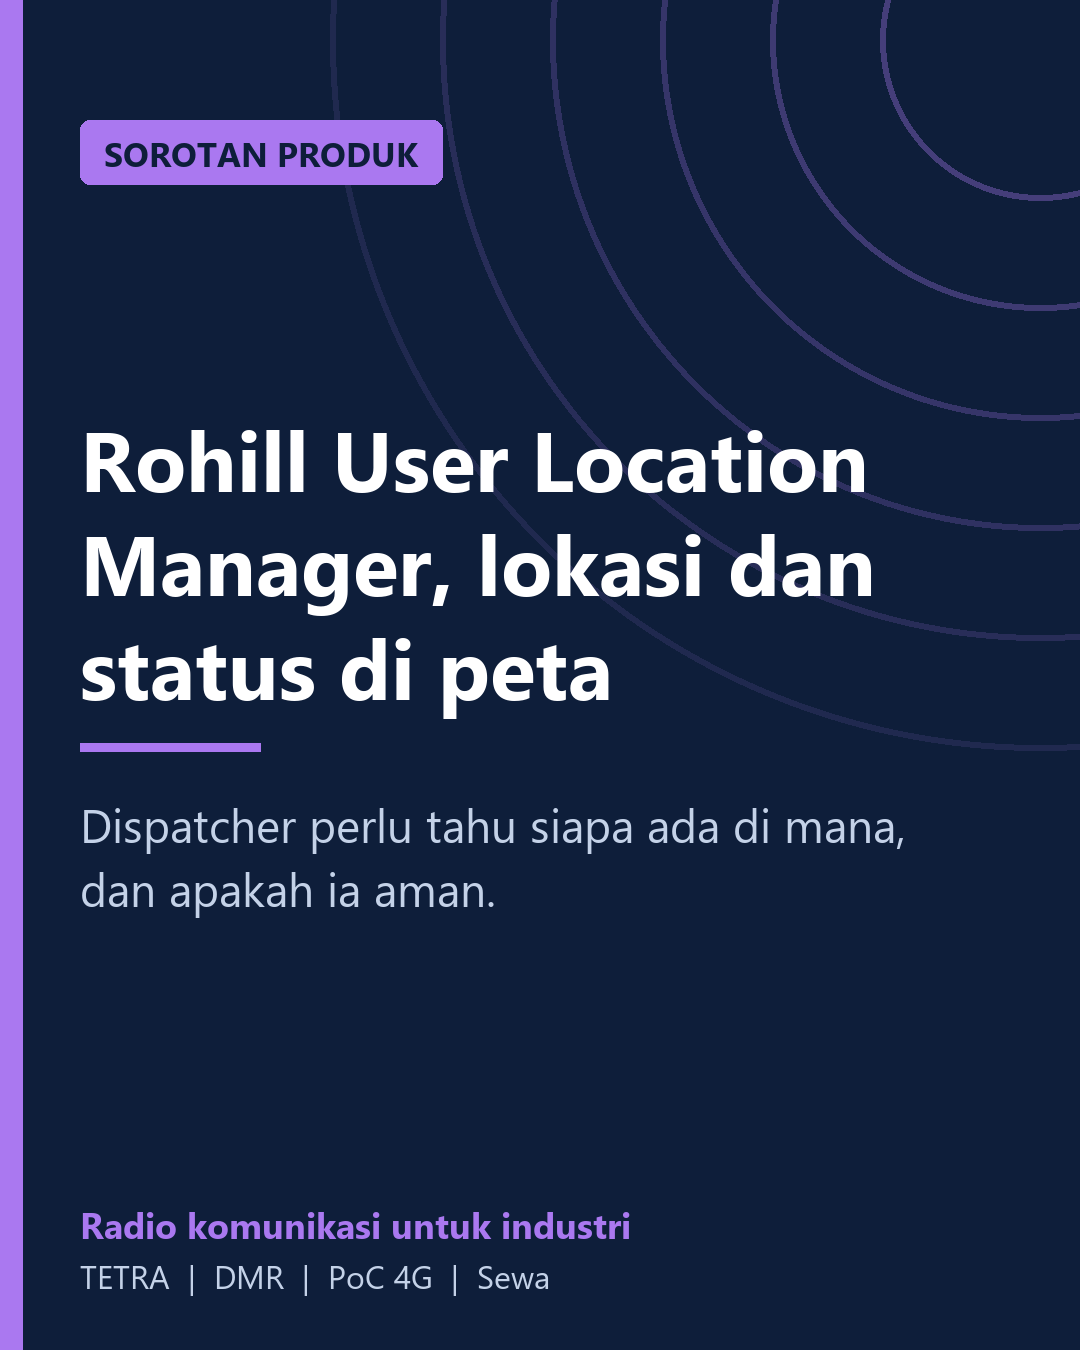 SOROTAN PRODUK
Rohill User Location
Manager, lokasi dan
status di peta
Dispatcher perlu tahu siapa ada di mana,
dan apakah ia aman.
Radio komunikasi untuk industri
TETRA | DMR | PoC 4G | Sewa